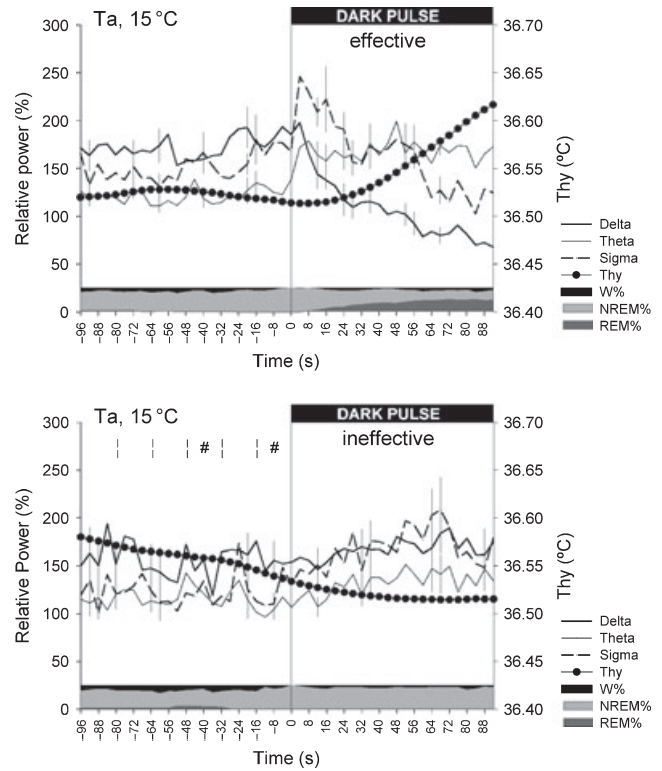 Ta, 15 °C
DARK PULSE
effective
300
250
200
150
100
50
0
Relative power (%)
36.70
36.65
36.60
36.55
36.50
36.45
36.40
Thy (ºC)
-96
-88
-80
-72
-64
-56
-48
-40
-32
-24
-16
-8
0
8
16
24
32
40
48
56
64
72
80
88
Time (s)
Delta
Theta
Sigma
Thy
W%
NREM%
REM%
Ta, 15 °C
DARK PULSE
ineffective
# #
300
250
200
150
100
50
0
Relative Power (%)
36.70
36.65
36.60
36.55
36.50
36.45
36.40
Thy (ºC)
-96
-88
-80
-72
-64
-56
-48
-40
-32
-24
-16
-8
0
8
16
24
32
40
48
56
64
72
80
88
Time (s)
Delta
Theta
Sigma
Thy
W%
NREM%
REM%